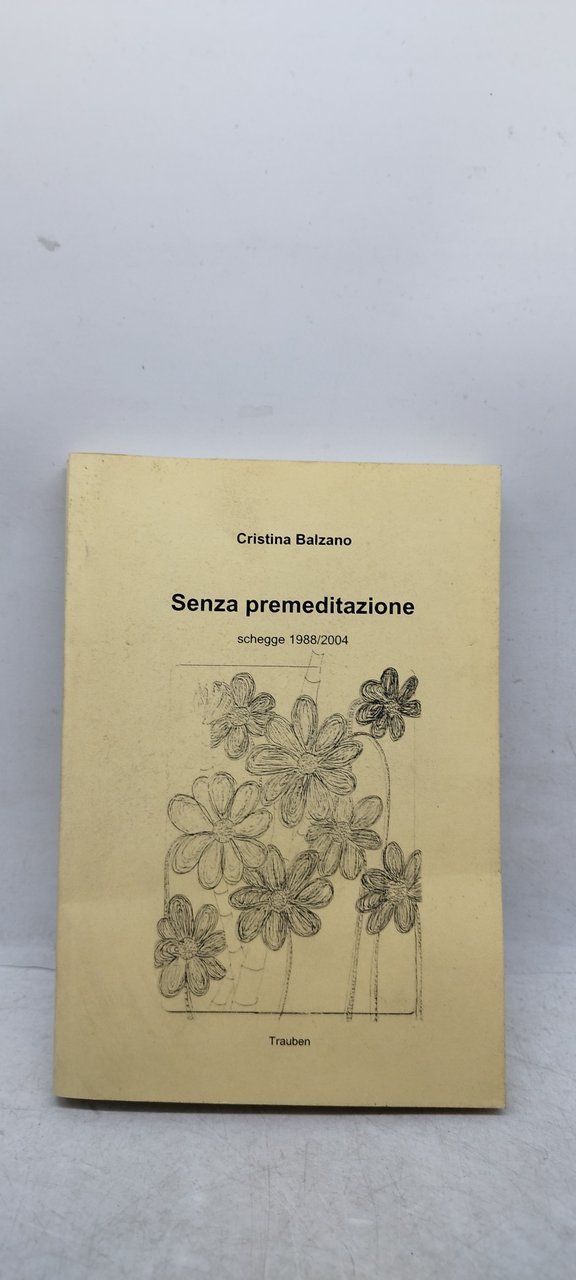 Cristina Balzano
Senza premeditazione
schegge 1988/2004
Trauben